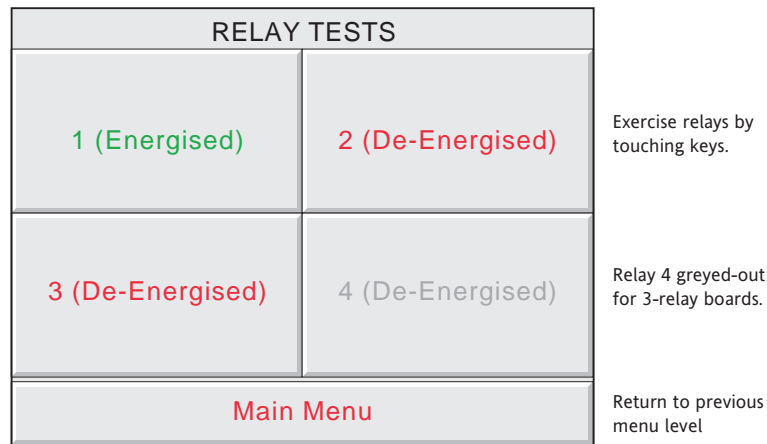 RELAY TESTS
1 (Energised)
2 (De-Energised)
Exercise relays by
touching keys.
3 (De-Energised)
4 (De-Energised)
Relay 4 greyed-out
for 3-relay boards.
Main Menu
Return to previous
menu level